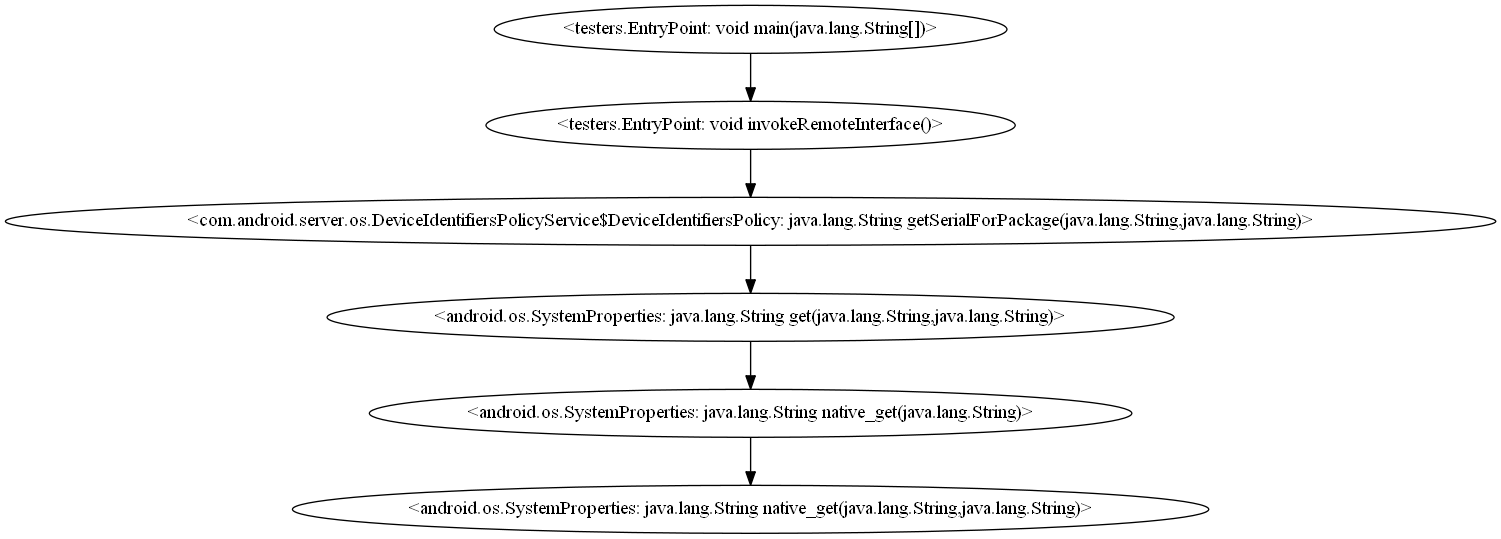 <testers.EntryPoint: void main(java.lang.String[])>
<testers.EntryPoint: void invokeRemoteInterface()>
<com.android.server.os.DeviceIdentifiersPolicyService$DeviceIdentifiersPolicy: java.lang.String getSerialForPackage(java.lang.String,java.lang.String)>
<android.os.SystemProperties: java.lang.String get(java.lang.String,java.lang.String)>
<android.os.SystemProperties: java.lang.String native_get(java.lang.String)>
<android.os.SystemProperties: java.lang.String native_get(java.lang.String,java.lang.String)>